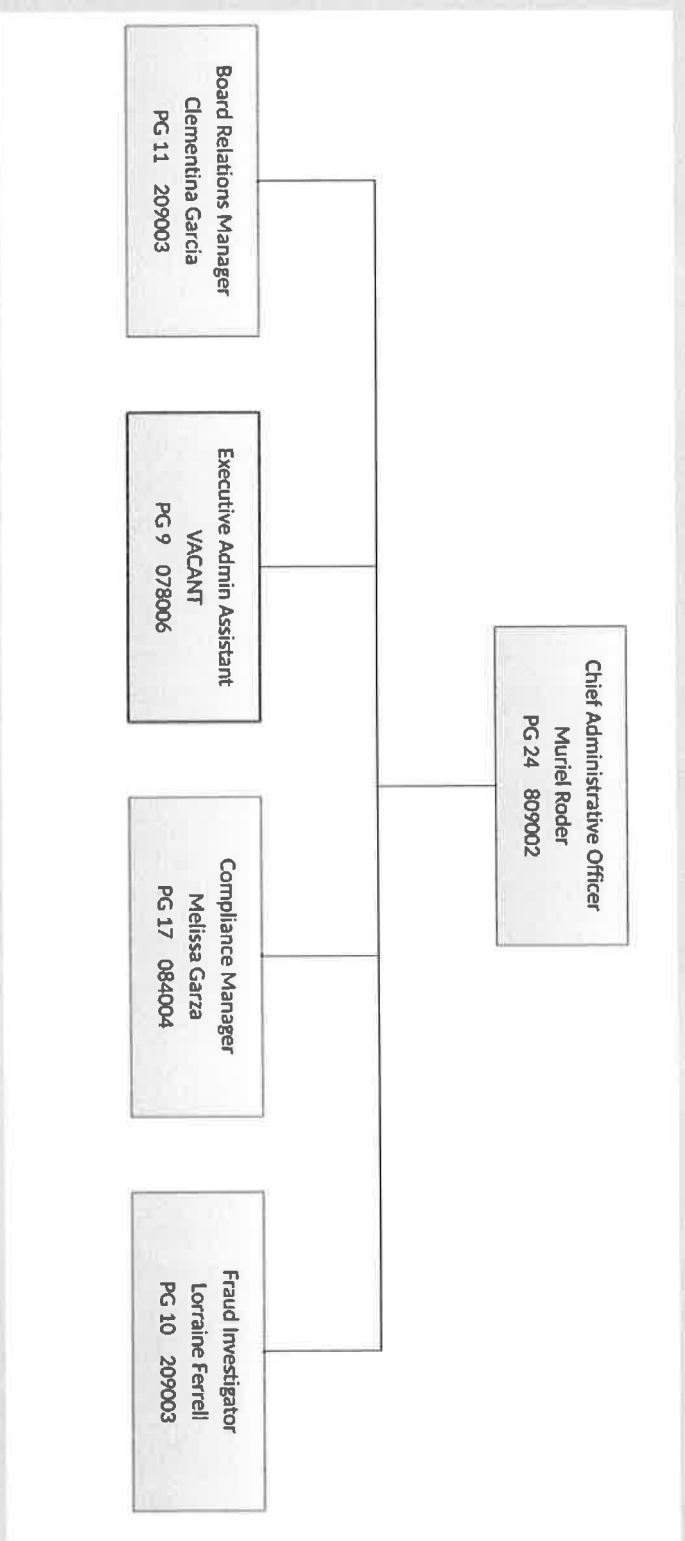 Chief Administrative Officer
Muriel Roder
PG 24 809002
Board Relations Manager
Clementina Garcia
PG 11 209003
Executive Admin Assistant
VACANT
PG 9 078006
Compliance Manager
Melissa Garza
PG 17 084004
Fraud Investigator
Lorraine Ferrell
PG 10 209003